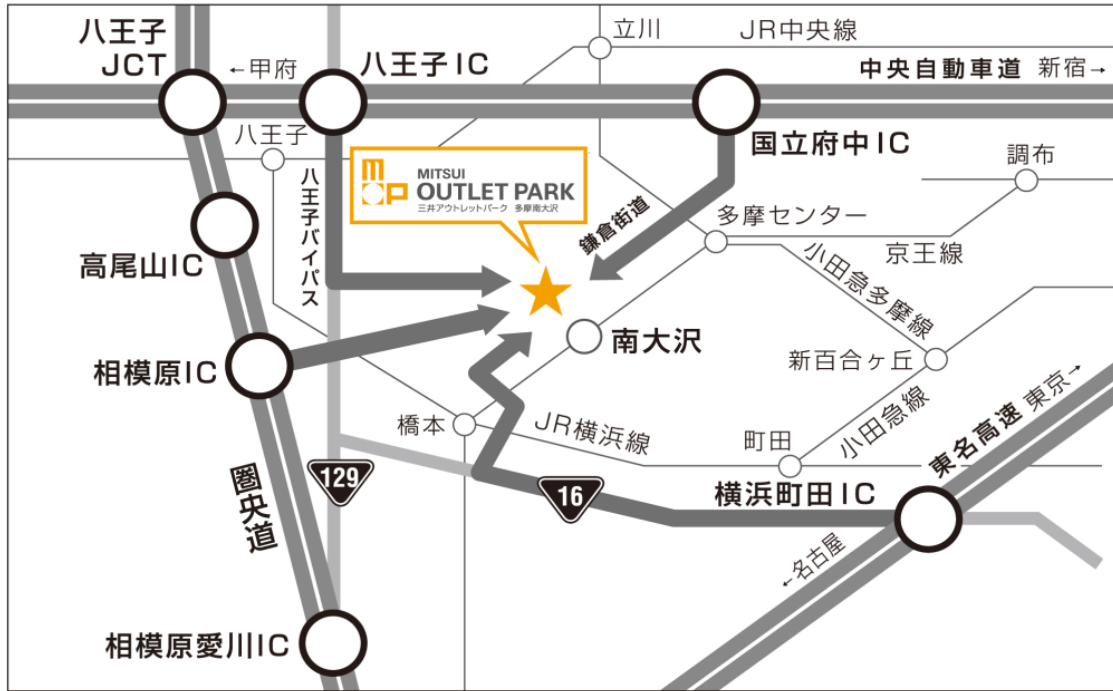 八王子
JCT
←甲府
八王子IC
立川
JR中央線
中央自動車道 新宿→
八王子
国立府中IC
調布
MITSUI
OUTLET PARK
三井アウトレットパーク 多摩南大沢
八王子バイパス
鎌倉街道
多摩センター
京王線
小田急多摩線
高尾山IC
相模原IC
南大沢
新百合ヶ丘
小田急線
東名高速 東京→
橋本
JR横浜線
町田
129
16
横浜町田IC
圏央道
←名古屋
相模原愛川IC